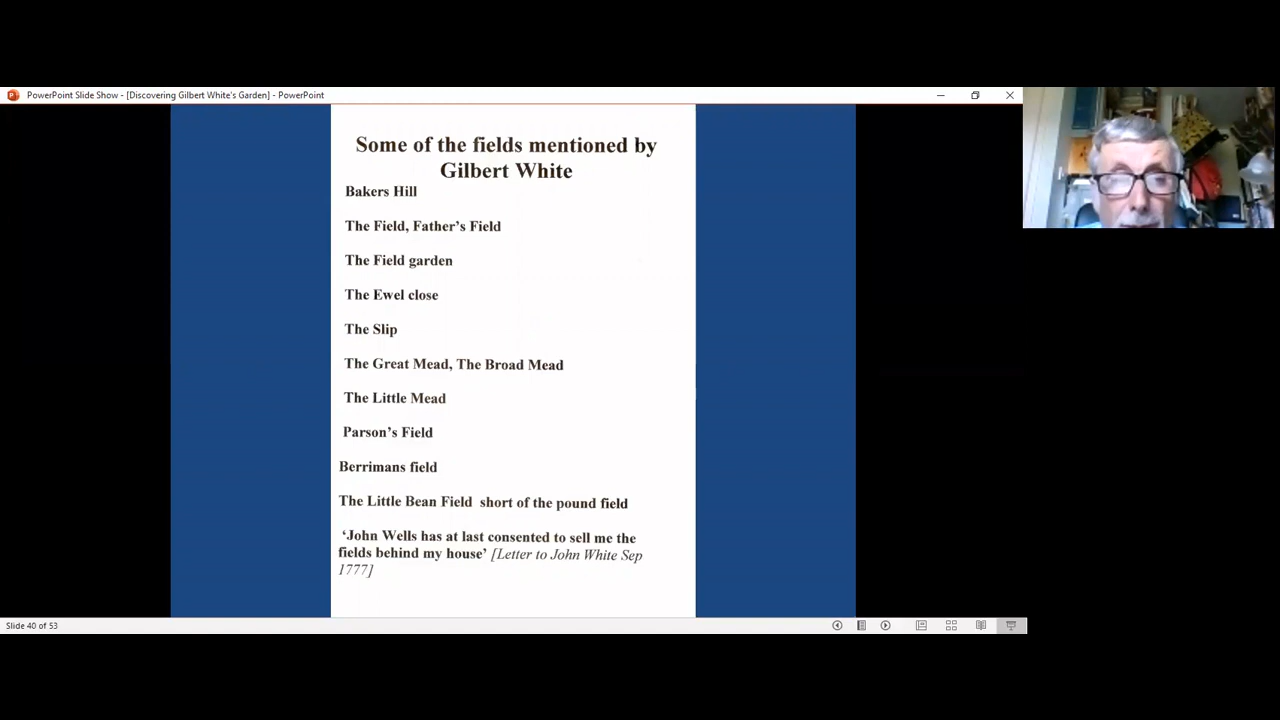 PowerPoint Slide Show - [Discovering Gilbert White's Garden] - PowerPoint
Some of the fields mentioned by
Gilbert White
Bakers Hill
The Field, Father's Field
The Field garden
The Ewel close
The Slip
The Great Mead, The Broad Mead
The Little Mead
Parson's Field
Berrimans field
The Little Bean Field short of the pound field
'John Wells has at last consented to sell me the
fields behind my house' [Letter to John White Sep
1777]
Slide 40 of 53